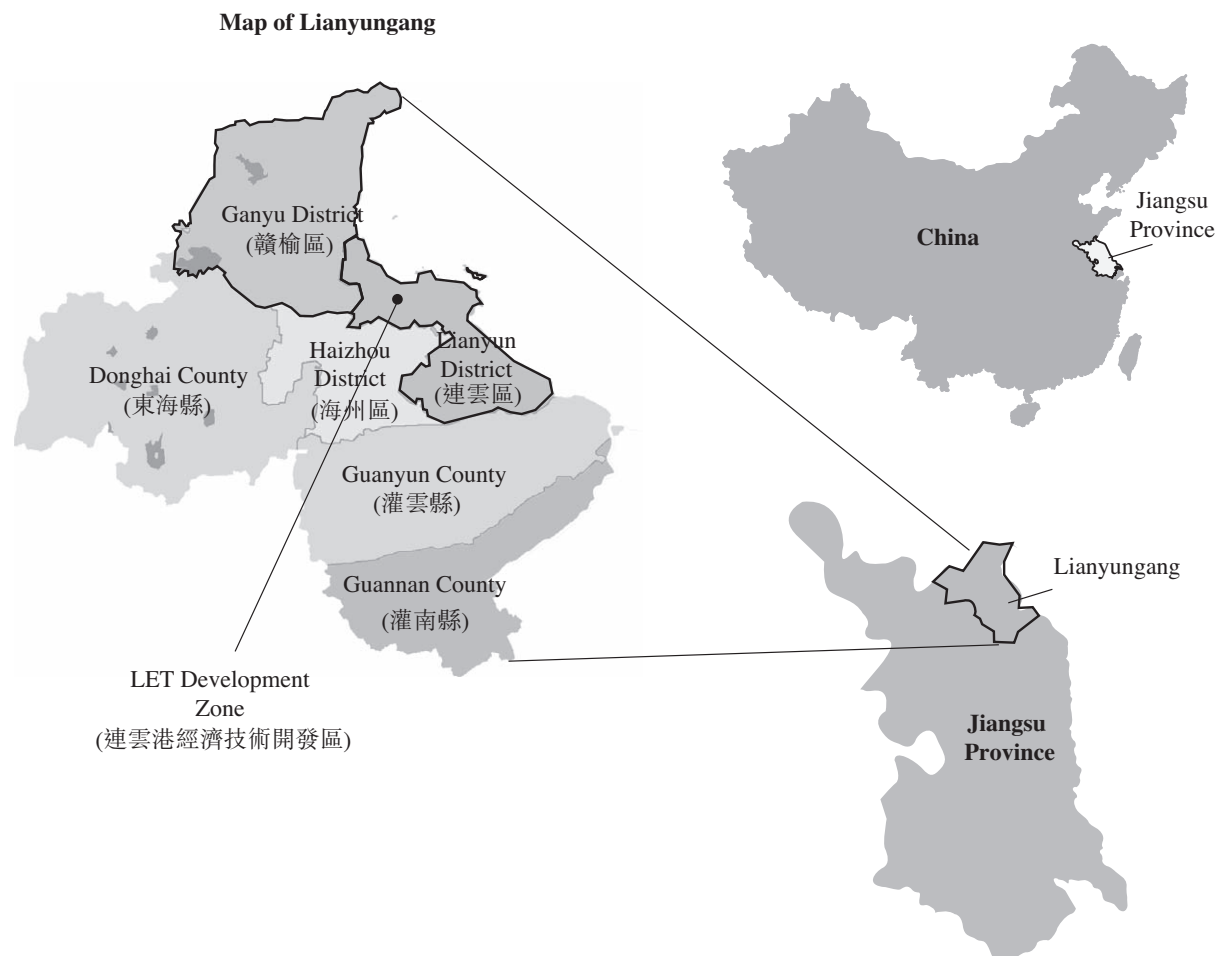 Map of Lianyungang
Ganyu District
(贛榆區)
Donghai County
(東海縣)
Haizhou
District
(海州區)
Lianyun
District
(連雲區)
Guanyun County
(灌雲縣)
Guannan County
(灌南縣)
LET Development
Zone
(連雲港經濟技術開發區)
China
Jiangsu
Province
Lianyungang
Jiangsu
Province